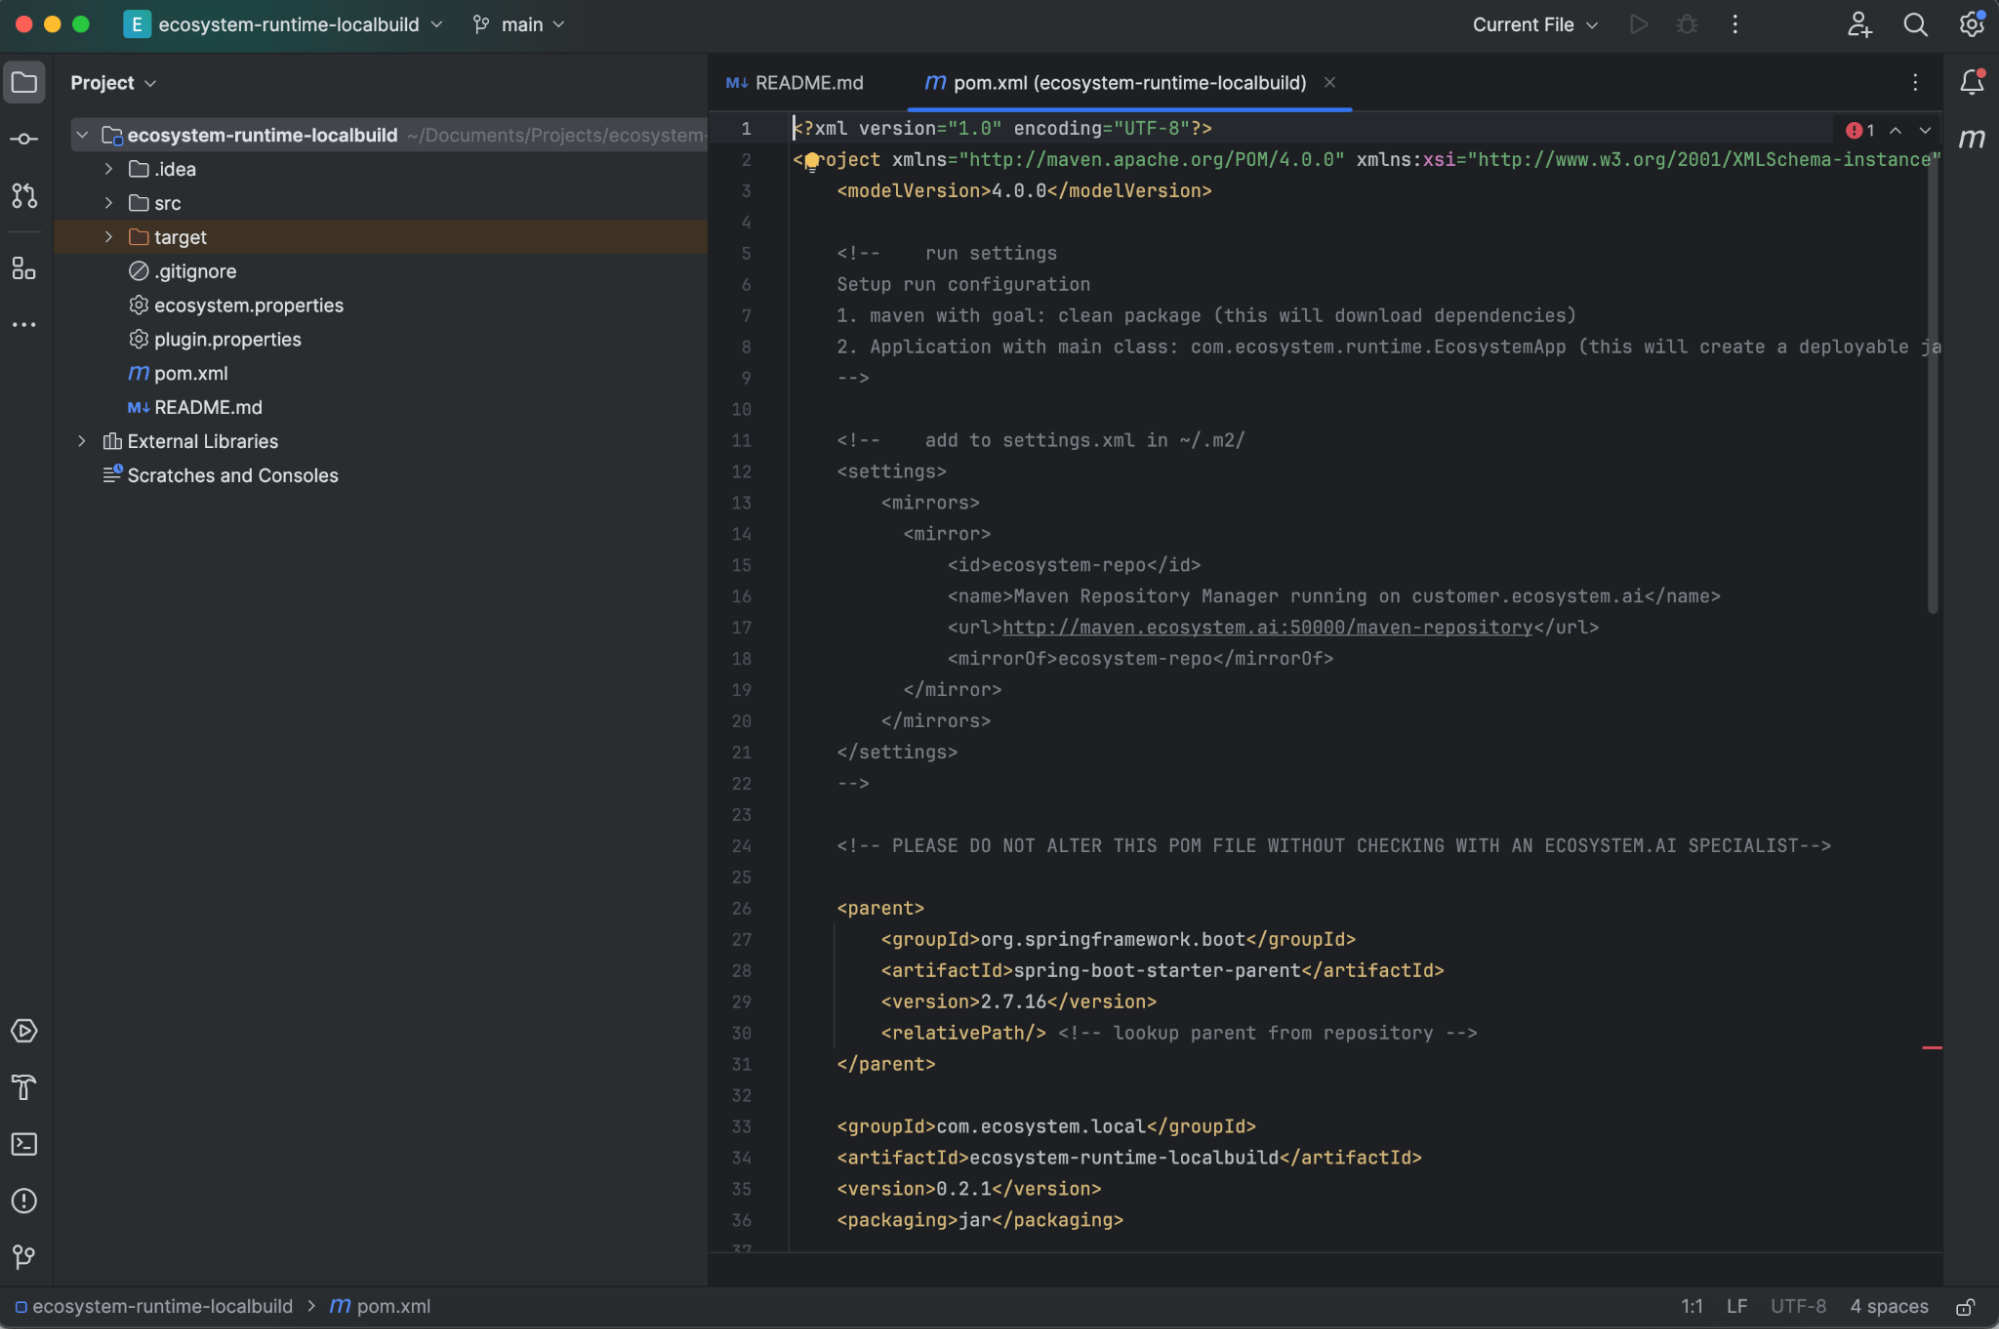 E ecosystem-runtime-localbuild main Current File
Project
README.md pom.xml (ecosystem-runtime-localbuild)
ecosystem-runtime-localbuild ~/Documents/Projects/ecosystem-
.idea
src
target
.gitignore
ecosystem.properties
plugin.properties
m pom.xml
M↓ README.md
External Libraries
Scratches and Consoles
1 <?xml version="1.0" encoding="UTF-8"?>
1
2 xmlns="http://maven.apache.org/POM/4.0.0" xmlns:xsi="http://www.w3.org/2001/XMLSchema-instance"
3 <modelVersion>4.0.0</modelVersion>
4
5 <!-- run settings
6 Setup run configuration
7 1. maven with goal: clean package (this will download dependencies)
8 2. Application with main class: com.ecosystem.runtime.EcosystemApp (this will create a deployable ja
9 -->
10
11 <!-- add to settings.xml in ~/.m2/
12 <settings>
13 <mirrors>
14 <mirror>
15 <id>ecosystem-repo</id>
16 <name>Maven Repository Manager running on customer.ecosystem.ai</name>
17 <url>http://maven.ecosystem.ai:50000/maven-repository</url>
18 <mirrorOf>ecosystem-repo</mirrorOf>
19 </mirror>
20 </mirrors>
21 </settings>
22 -->
23
24 <!-- PLEASE DO NOT ALTER THIS POM FILE WITHOUT CHECKING WITH AN ECOSYSTEM.AI SPECIALIST-->
25
26 <parent>
27 <groupId>org.springframework.boot</groupId>
28 <artifactId>spring-boot-starter-parent</artifactId>
29 <version>2.7.16</version>
30 <relativePath/> <!-- lookup parent from repository -->
31 </parent>
32
33 <groupId>com.ecosystem.local</groupId>
34 <artifactId>ecosystem-runtime-localbuild</artifactId>
35 <version>0.2.1</version>
36 <packaging>jar</packaging>
37
ecosystem-runtime-localbuild > m pom.xml 1:1 LF UTF-8 4 spaces